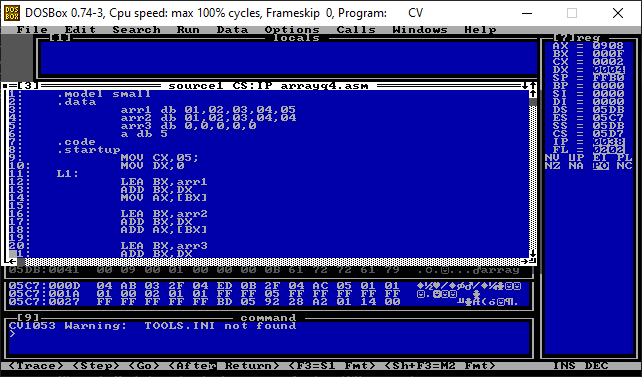 DOSBox 0.74-3, Cpu speed: max 100% cycles, Frameskip 0, Program: CV
File Edit Search Run Data Options Calls Windows Help
[1] locals
[7]reg
AX = 0908
BX = 000F
CX = 0002
DX = 0004
SP = FFB0
BP = 0000
SI = 0000
DI = 0000
DS = 05DB
ES = 05C7
SS = 05DB
CS = 05D7
IP = 0038
FL = 0202
NV UP EI PL
NZ NA PO NC
[3] source1 CS:IP arrayq4.asm
1: .model small
2: .data
3: arr1 db 01,02,03,04,05
4: arr2 db 01,02,03,04,04
5: arr3 db 0,0,0,0,0
6: a db 5
7: .code
8: .startup
9: MOV CX,05;
10: MOV DX,0
11: L1:
12: LEA BX,arr1
13: ADD BX,DX
14: MOV AX,[BX]
15:
16: LEA BX,arr2
17: ADD BX,DX
18: ADD AX,[BX]
19:
20: LEA BX,arr3
1: ADD BX,DX
05DB:0041 00 09 00 01 00 00 00 0B 61 72 72 61 79
05C7:000D 04 AB 03 2F 04 ED 0B 2F 04 AC 05 01 01
05C7:001A 01 00 02 01 01 FF FF 05 FF FF FF FF FF
05C7:0027 FF FF FF FF FF BD 05 92 28 A2 01 14 00
[9] command
CV1053 Warning: TOOLS.INI not found
>
<Trace> <Step> <Go> <After Return> <F3=S1 Fmt> <Sh+F3=M2 Fmt> INS DEC